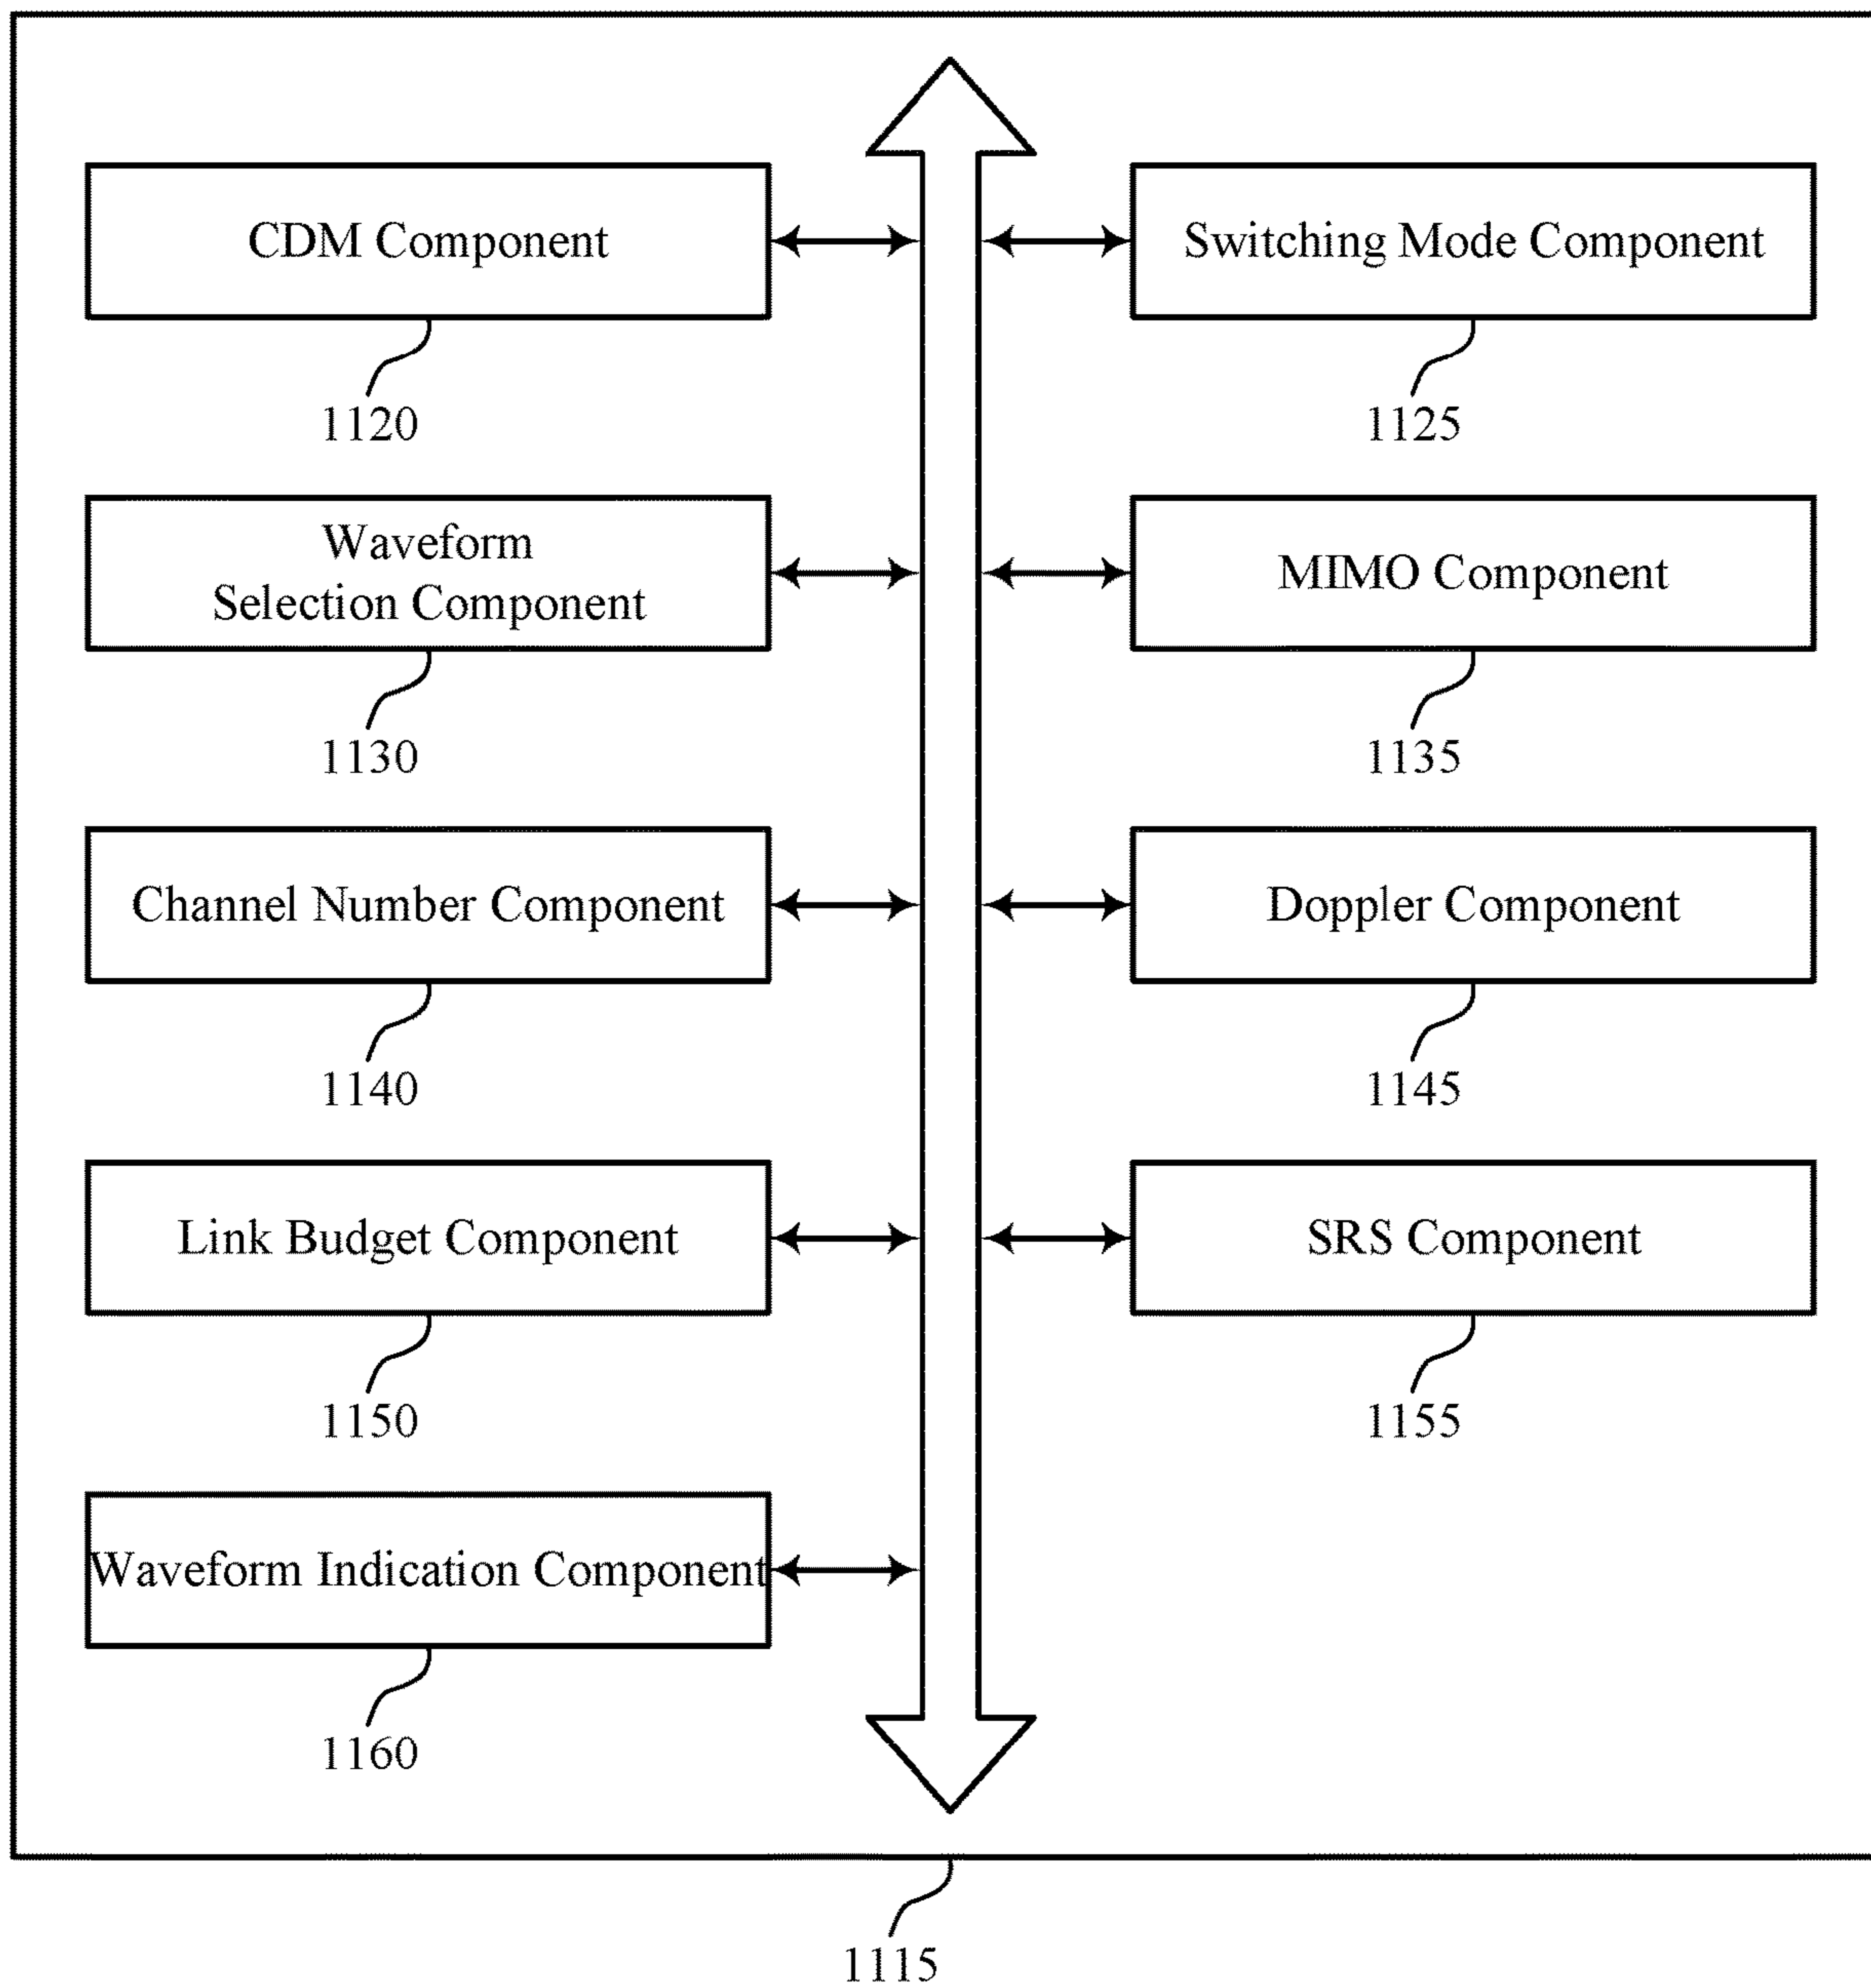 CDM Component
Switching Mode Component
1120
1125
Waveform
Selection Component
MIMO Component
1130
1135
Channel Number Component
Doppler Component
1140
1145
Link Budget Component
SRS Component
1150
1155
Waveform Indication Component
1160
1115